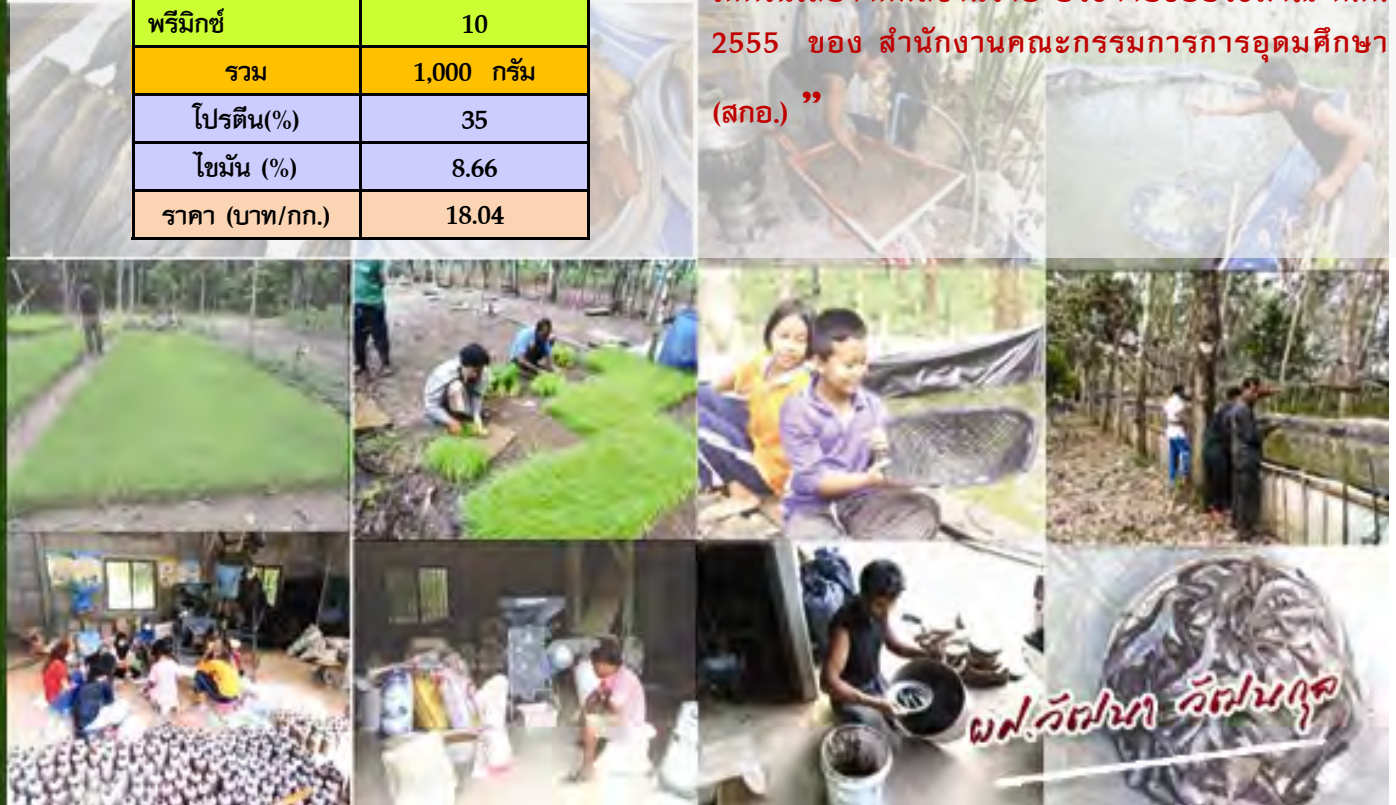 พรีมิกซ์ 10
รวม 1,000 กรัม
โปรตีน(%) 35
ไขมัน (%) 8.66
ราคา (บาท/กก.) 18.04
2555 ของ สำนักงานคณะกรรมการการอุดมศึกษา
(สกอ.) ”
ผศ.วัฒนา วัฒนกุล